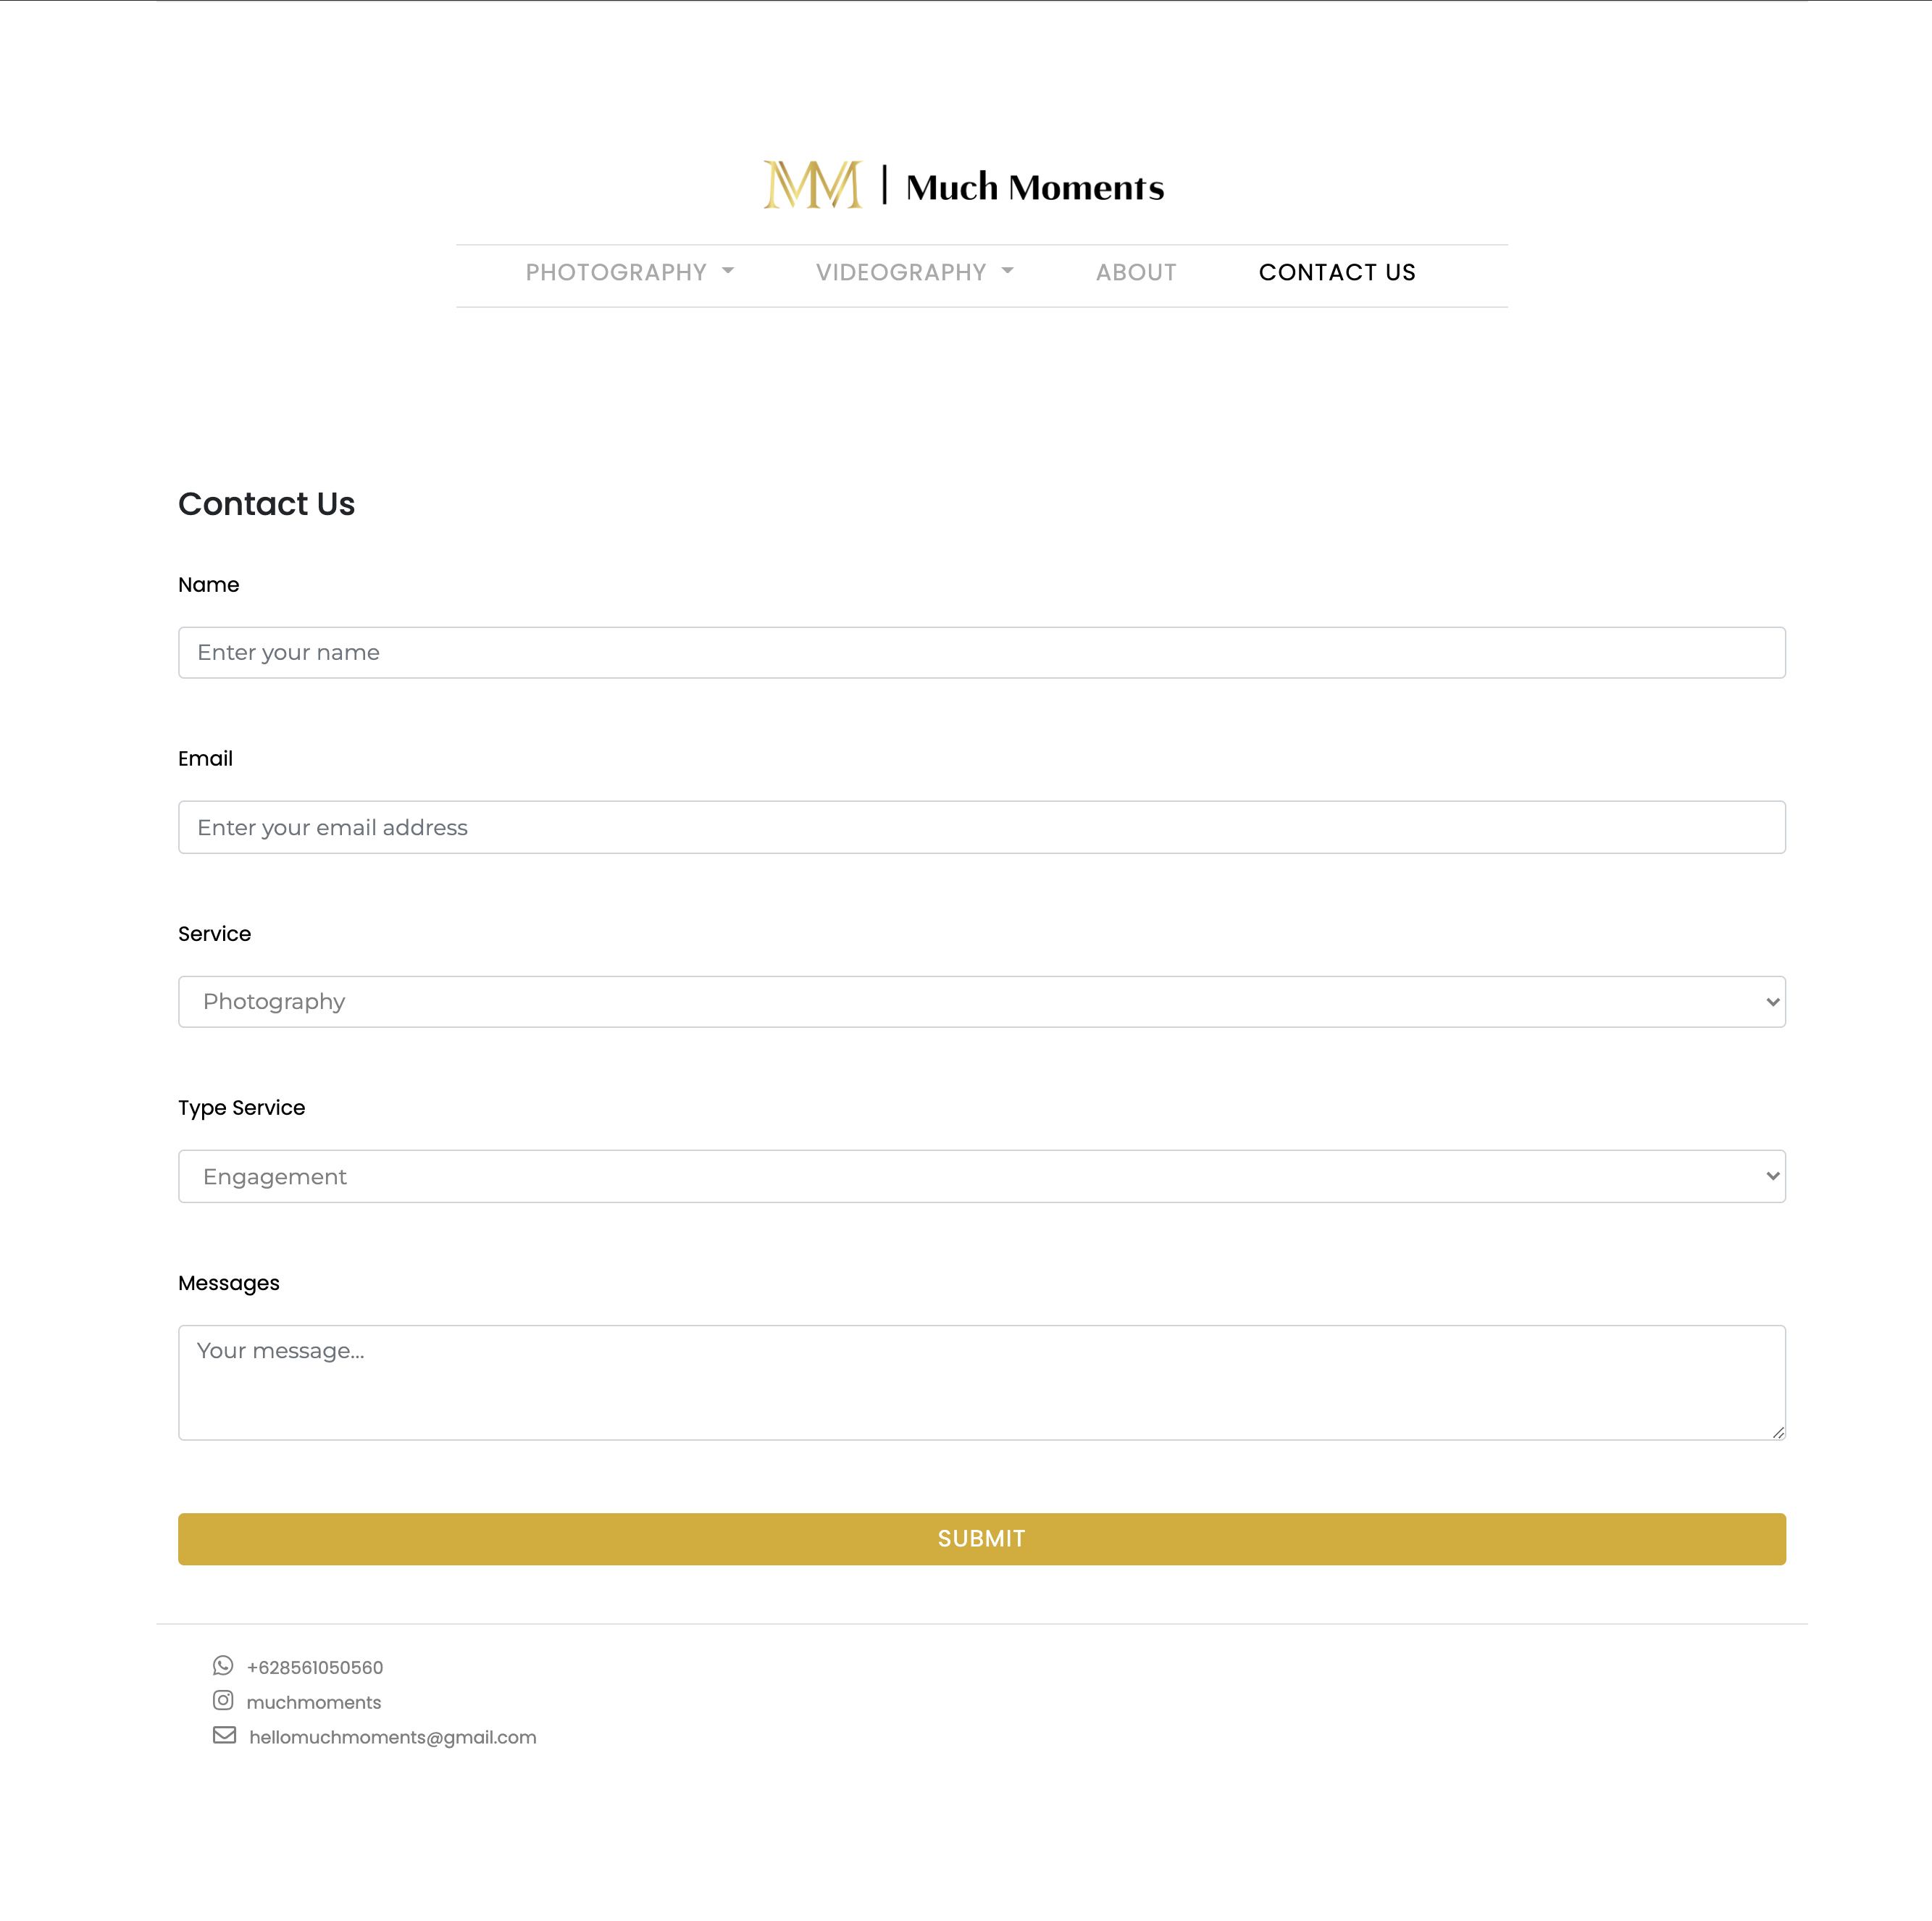 MM | Much Moments
PHOTOGRAPHY VIDEOGRAPHY ABOUT CONTACT US
Contact Us
Name
Enter your name
Email
Enter your email address
Service
Photography
Type Service
Engagement
Messages
Your message...
SUBMIT
+628561050560
muchmoments
hellomuchmoments@gmail.com